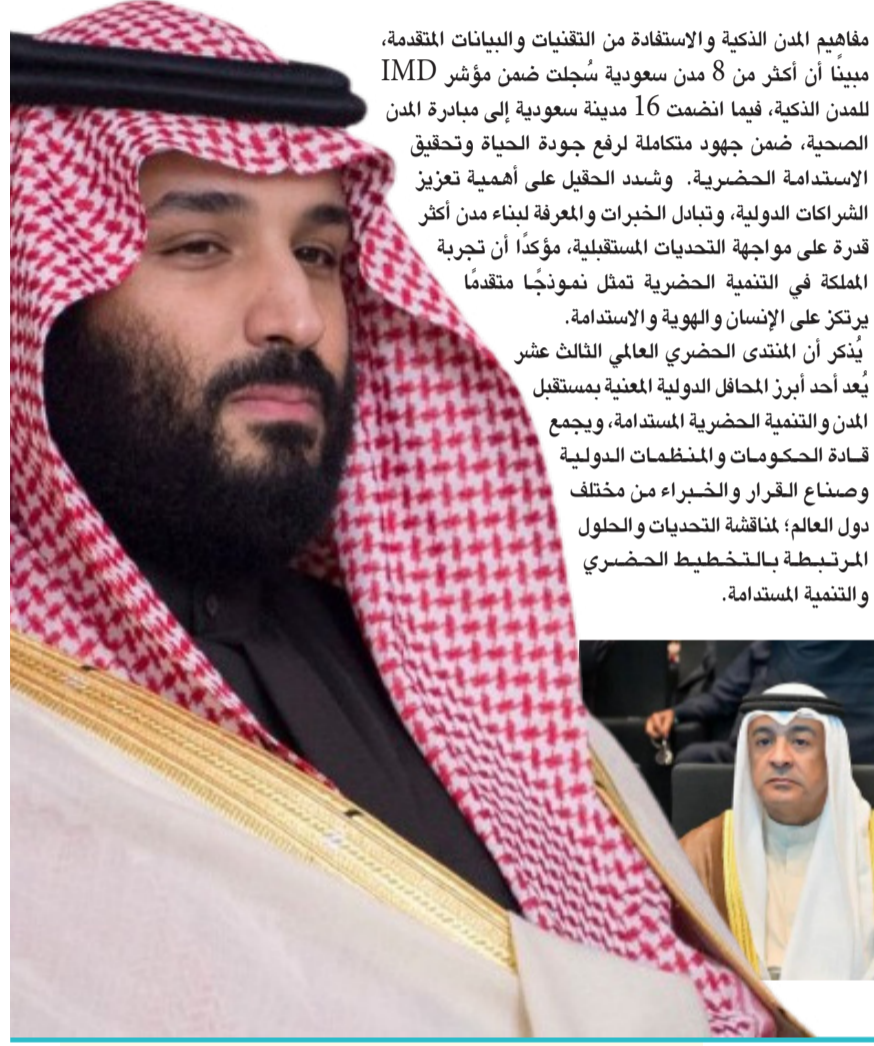 مفاهيم المدن الذكية والاستفادة من التقنيات والبيانات المتقدمة،
مبينًا أن أكثر من 8 مدن سعودية سُجلت ضمن مؤشر IMD
للمدن الذكية، فيما انضمت 16 مدينة سعودية إلى مبادرة المدن
الصحية، ضمن جهود متكاملة لرفع جودة الحياة وتحقيق
الاستدامة الحضرية. وشدد الحقيل على أهمية تعزيز
الشراكات الدولية، وتبادل الخبرات والمعرفة لبناء مدن أكثر
قدرة على مواجهة التحديات المستقبلية، مؤكدًا أن تجربة
المملكة في التنمية الحضرية تمثل نموذجًا متقدمًا
يرتكز على الإنسان والهوية والاستدامة.
يُذكر أن المنتدى الحضري العالمي الثالث عشر
يُعد أحد أبرز المحافل الدولية المعنية بمستقبل
المدن والتنمية الحضرية المستدامة، ويجمع
قادة الحكومات والمنظمات الدولية
وصناع القرار والخبراء من مختلف
دول العالم؛ لمناقشة التحديات والحلول
المرتبطة بالتخطيط الحضري
والتنمية المستدامة.